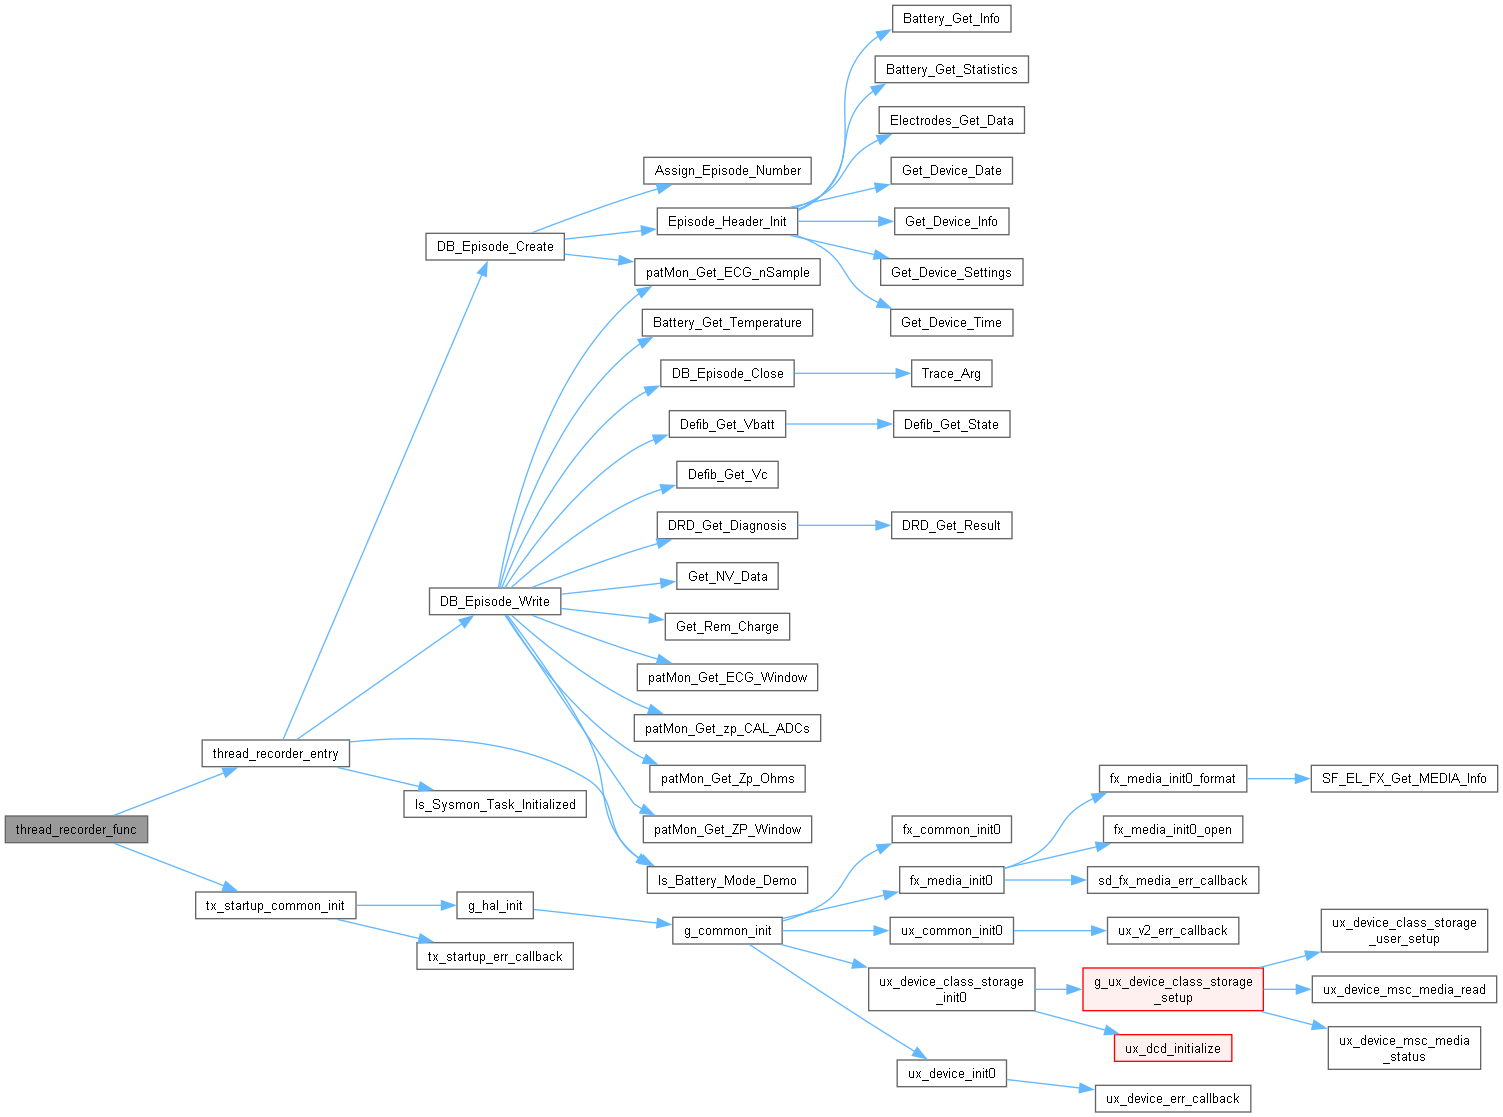 Battery_Get_Info
Battery_Get_Statistics
Electrodes_Get_Data
Assign_Episode_Number
Get_Device_Date
Episode_Header_Init
Get_Device_Info
DB_Episode_Create
patMon_Get_ECG_nSample
Get_Device_Settings
Battery_Get_Temperature
Get_Device_Time
DB_Episode_Close
Trace_Arg
Defib_Get_Vbatt
Defib_Get_State
Defib_Get_Vc
DRD_Get_Diagnosis
DRD_Get_Result
Get_NV_Data
DB_Episode_Write
Get_Rem_Charge
patMon_Get_ECG_Window
patMon_Get_zp_CAL_ADCs
thread_recorder_entry
patMon_Get_Zp_Ohms
fx_media_init0_format
SF_EL_FX_Get_MEDIA_Info
Is_Sysmon_Task_Initialized
thread_recorder_func
patMon_Get_ZP_Window
fx_common_init0
fx_media_init0_open
Is_Battery_Mode_Demo
fx_media_init0
sd_fx_media_err_callback
tx_startup_common_init
g_hal_init
g_common_init
ux_common_init0
ux_v2_err_callback
ux_device_class_storage
_user_setup
tx_startup_err_callback
ux_device_class_storage
_init0
g_ux_device_class_storage
_setup
ux_device_msc_media_read
ux_dcd_initialize
ux_device_msc_media
_status
ux_device_init0
ux_device_err_callback